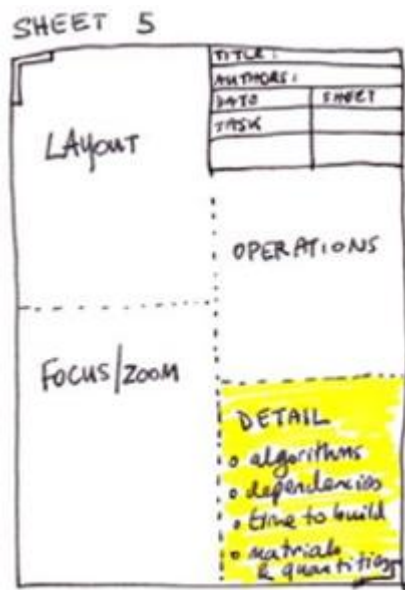 SHEET 5
TITLE:
AUTHORS:
DATE SHEET
TASK
LAYOUT
OPERATIONS
FOCUS/ZOOM
DETAIL
• algorithms
• dependencies
• time to build
• materials
& quantities